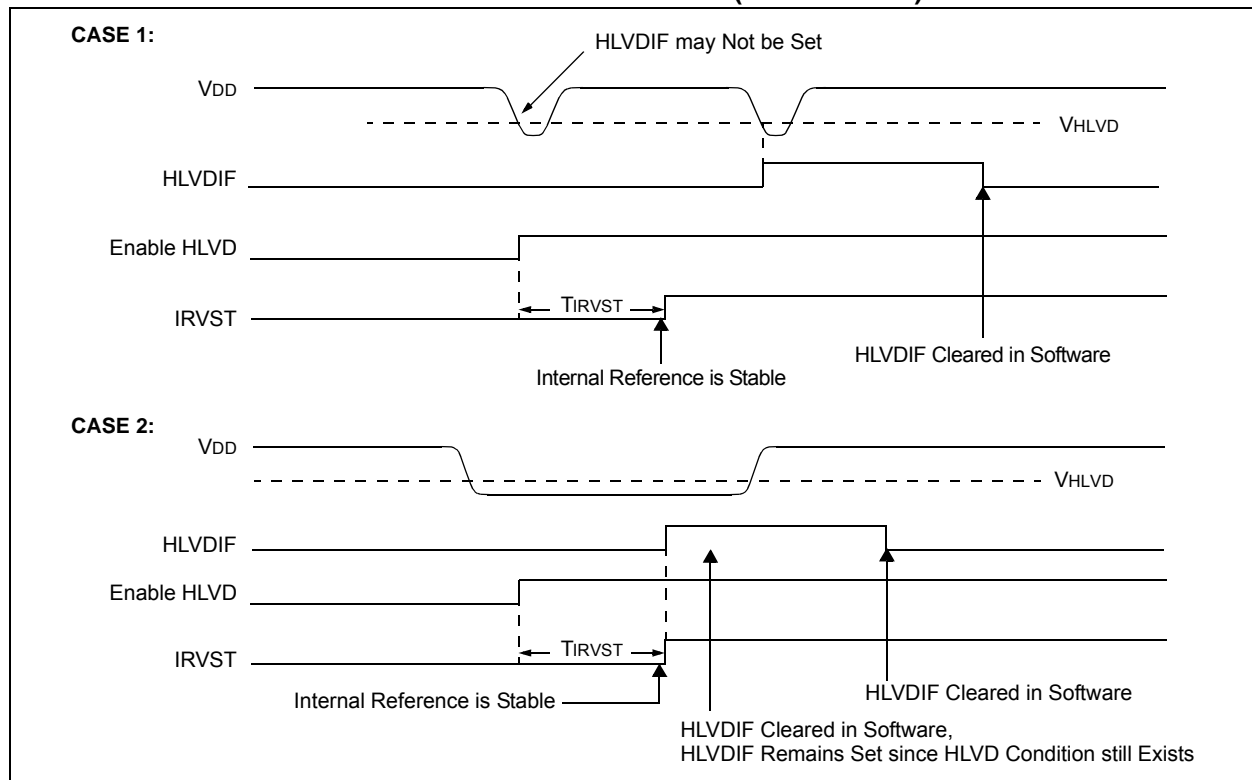 CASE 1:
HLVDIF may Not be Set
VDD
VHLVD
HLVDIF
Enable HLVD
TIRVST
IRVST
HLVDIF Cleared in Software
Internal Reference is Stable
CASE 2:
VDD
VHLVD
HLVDIF
Enable HLVD
TIRVST
IRVST
Internal Reference is Stable
HLVDIF Cleared in Software
HLVDIF Cleared in Software,
HLVDIF Remains Set since HLVD Condition still Exists